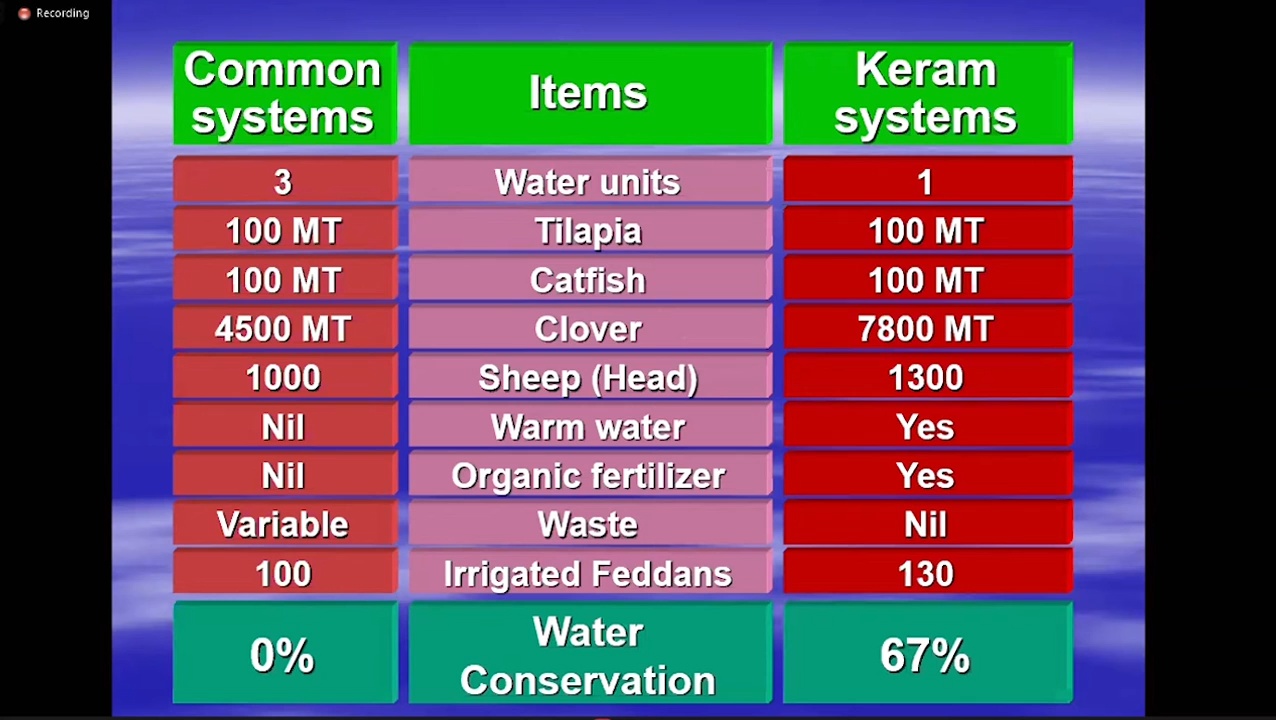 Recording
Common systems Items Keram systems
3 Water units 1
100 MT Tilapia 100 MT
100 MT Catfish 100 MT
4500 MT Clover 7800 MT
1000 Sheep (Head) 1300
Nil Warm water Yes
Nil Organic fertilizer Yes
Variable Waste Nil
100 Irrigated Feddans 130
0% Water Conservation 67%